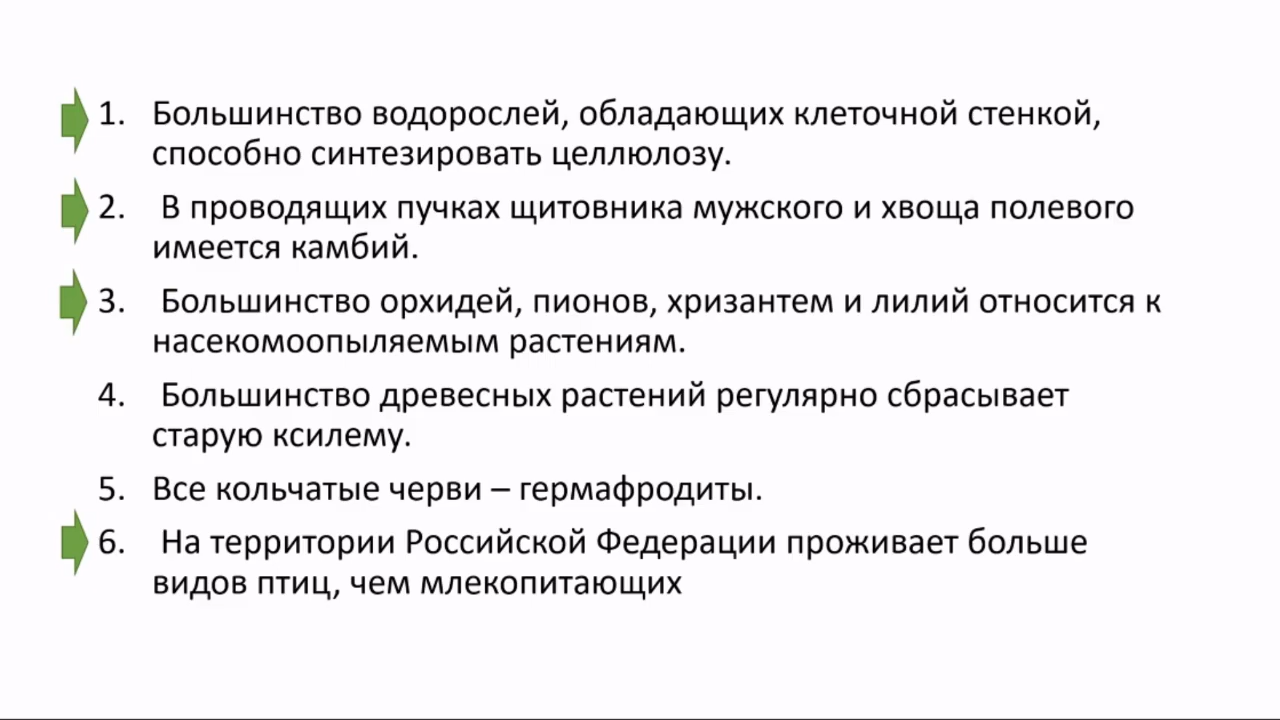 1. Большинство водорослей, обладающих клеточной стенкой,
способно синтезировать целлюлозу.
2. В проводящих пучках щитовника мужского и хвоща полевого
имеется камбий.
3. Большинство орхидей, пионов, хризантем и лилий относится к
насекомоопыляемым растениям.
4. Большинство древесных растений регулярно сбрасывает
старую ксилему.
5. Все кольчатые черви – гермафродиты.
6. На территории Российской Федерации проживает больше
видов птиц, чем млекопитающих